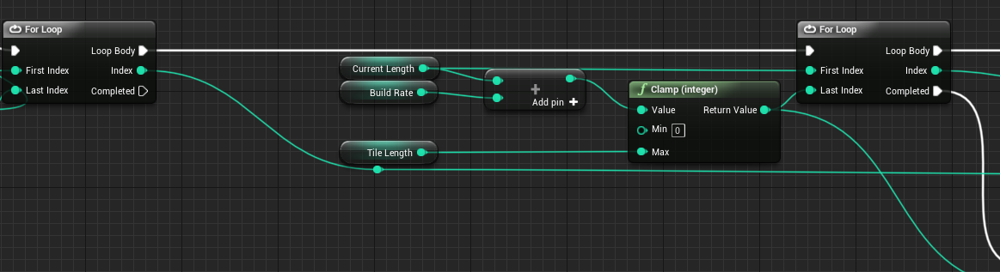 For Loop
Loop Body
First Index
Index
Last Index
Completed
Current Length
Build Rate
+
Add pin +
Tile Length
f Clamp (integer)
Value
Return Value
Min 0
Max
For Loop
Loop Body
First Index
Index
Last Index
Completed